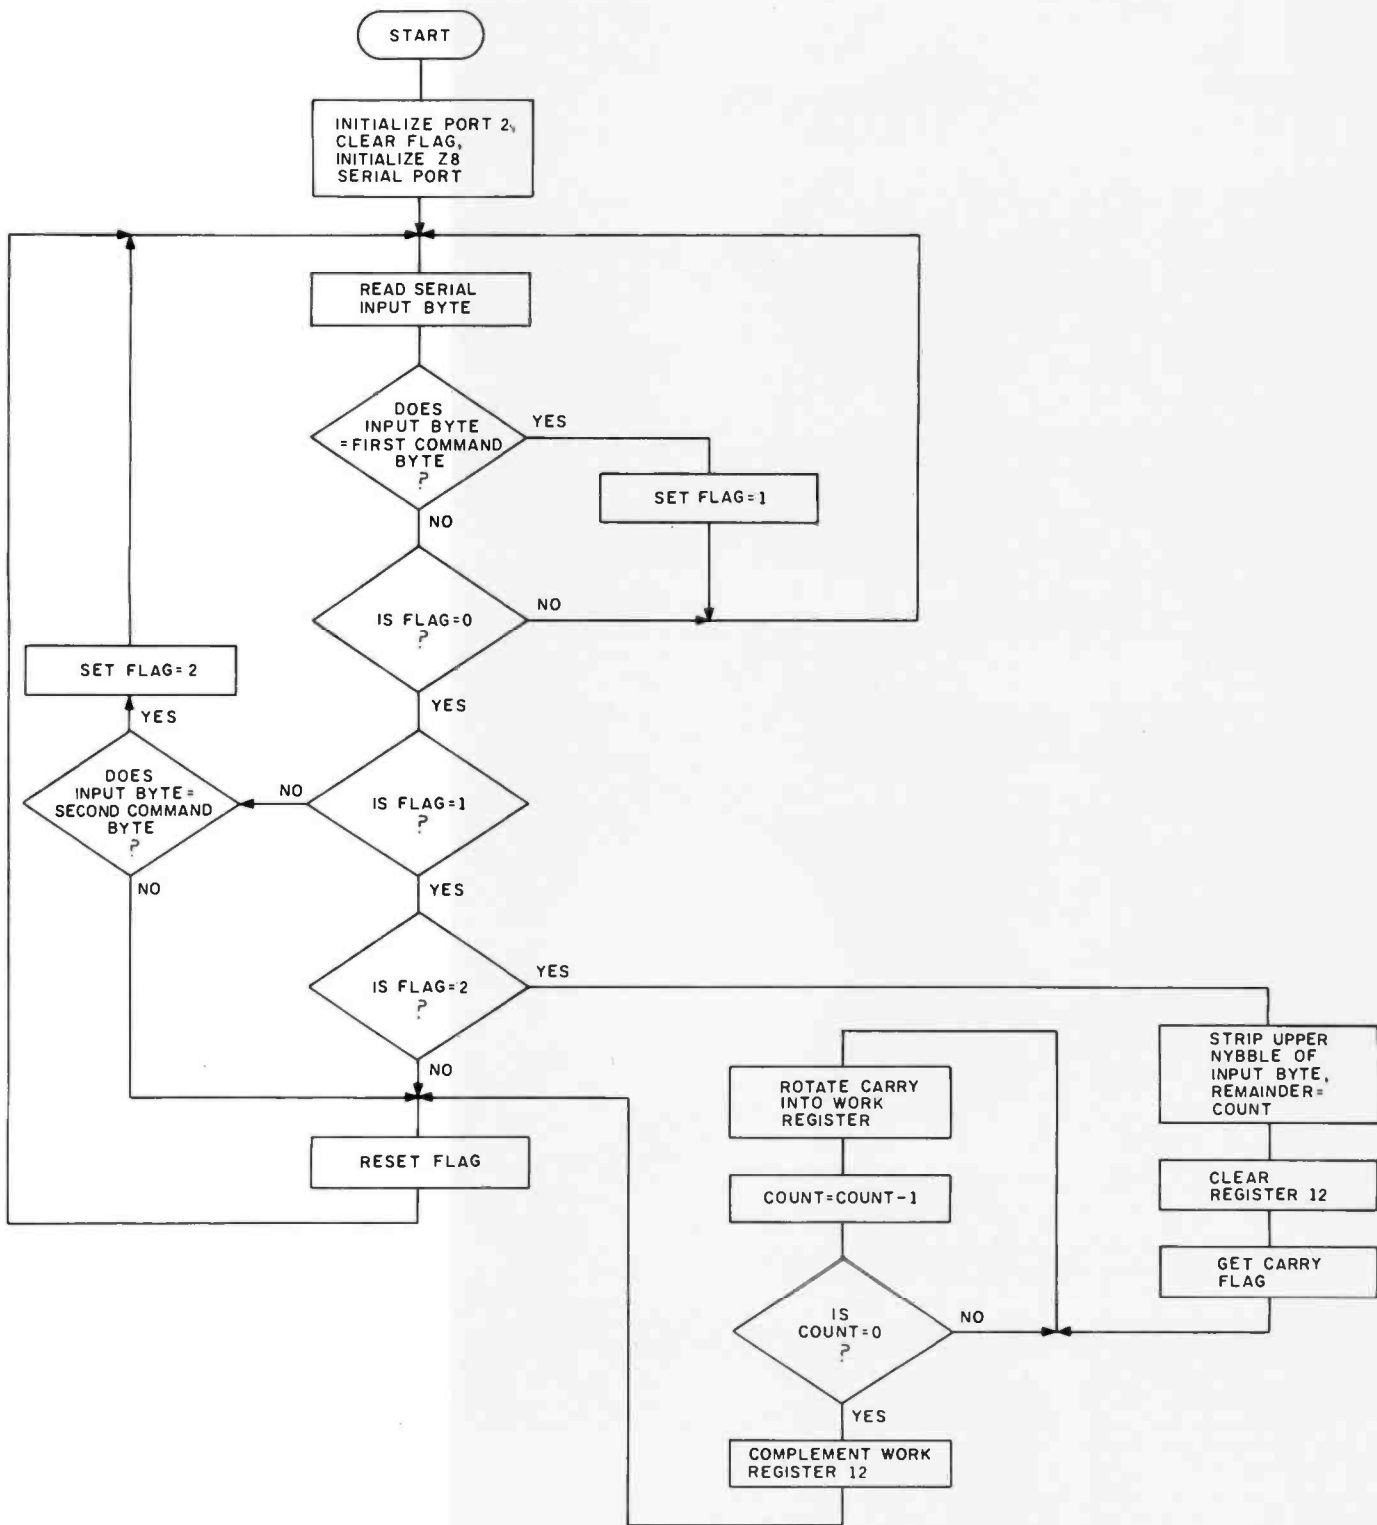 START
INITIALIZE PORT 2,
CLEAR FLAG,
INITIALIZE Z8
SERIAL PORT
READ SERIAL
INPUT BYTE
DOES
INPUT BYTE
=FIRST COMMAND
BYTE
?
YES
SET FLAG=1
NO
IS FLAG=0
?
NO
YES
SET FLAG=2
YES
DOES
INPUT BYTE=
SECOND COMMAND
BYTE
?
NO
NO
IS FLAG=1
?
YES
IS FLAG=2
?
YES
NO
RESET FLAG
STRIP UPPER
NYBBLE OF
INPUT BYTE,
REMAINDER=
COUNT
CLEAR
REGISTER 12
GET CARRY
FLAG
ROTATE CARRY
INTO WORK
REGISTER
COUNT=COUNT-1
IS
COUNT=0
?
NO
YES
COMPLEMENT WORK
REGISTER 12